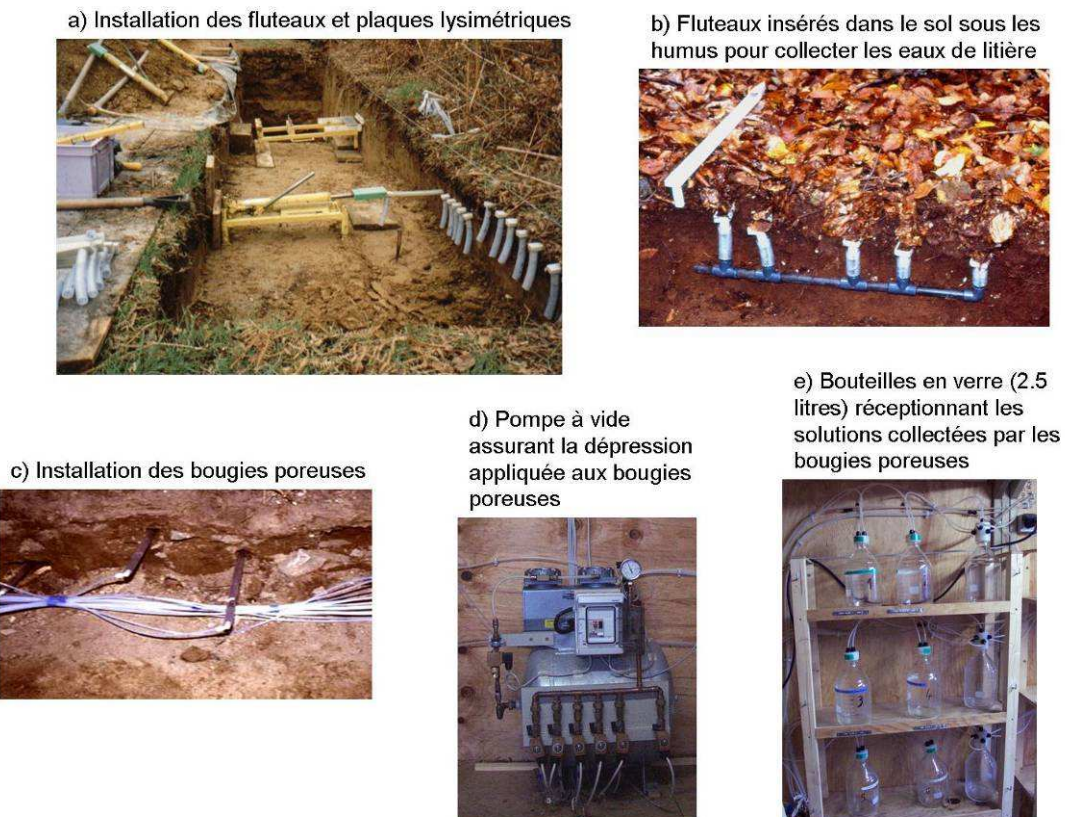 a) Installation des fluteaux et plaques lysimétriques
b) Fluteaux insérés dans le sol sous les
humus pour collecter les eaux de litière
c) Installation des bougies poreuses
d) Pompe à vide
assurant la dépression
appliquée aux bougies
poreuses
e) Bouteilles en verre (2.5
litres) réceptionnant les
solutions collectées par les
bougies poreuses
3
4